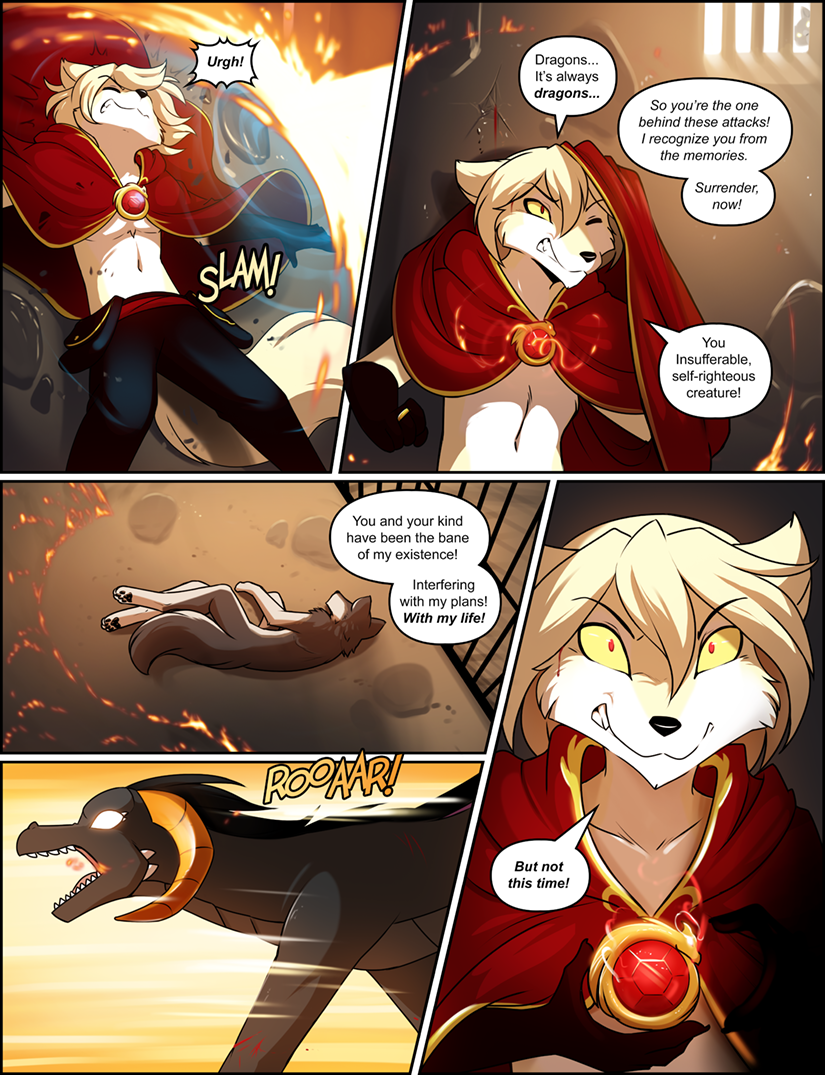 Urgh!
SLAM!
Dragons...
It's always
dragons...
So you're the one
behind these attacks!
I recognize you from
the memories.
Surrender,
now!
You
Insufferable,
self-righteous
creature!
You and your kind
have been the bane
of my existence!
Interfering
with my plans!
With my life!
ROOAAR!
But not
this time!